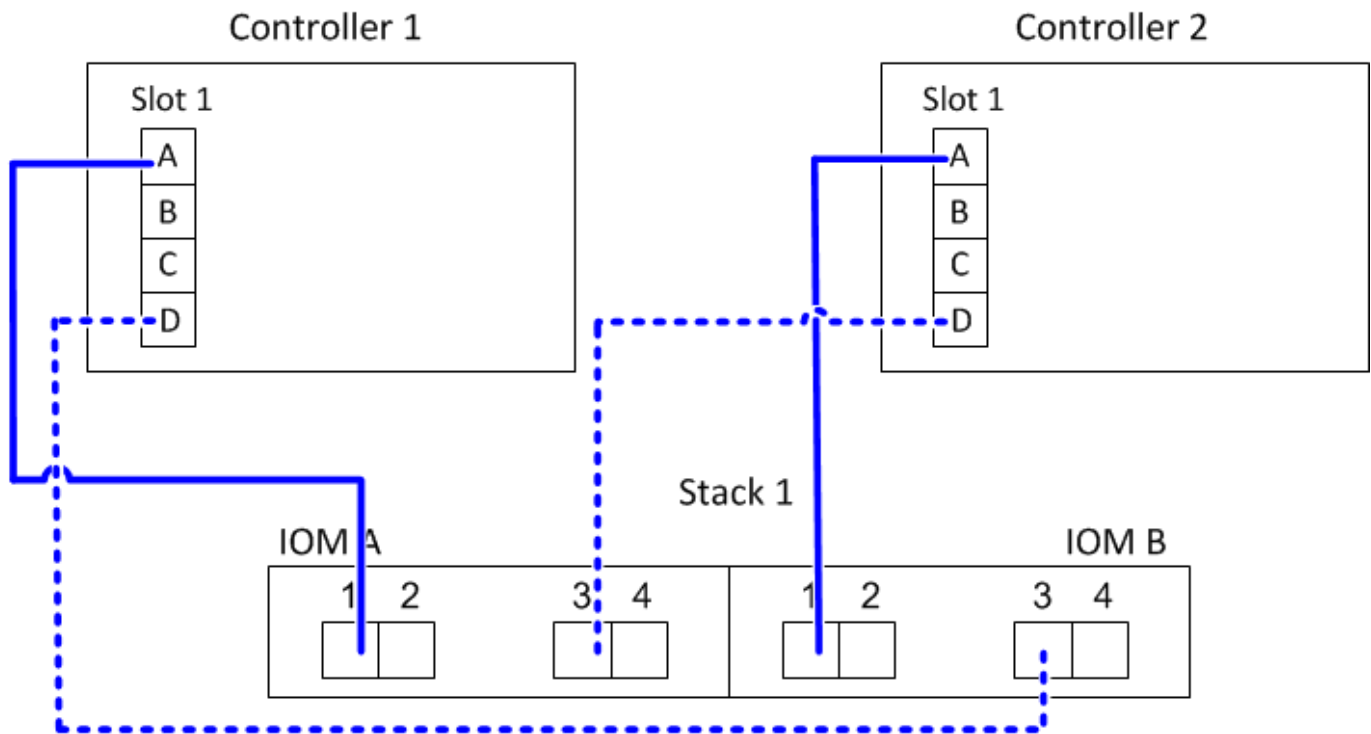 Controller 1
Controller 2
Slot 1
A
B
C
D
Slot 1
A
B
C
D
Stack 1
IOM A
IOM B
1 2 3 4
1 2 3 4